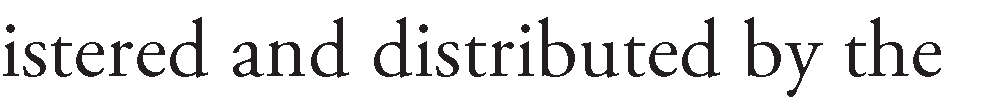 istered and distributed by the